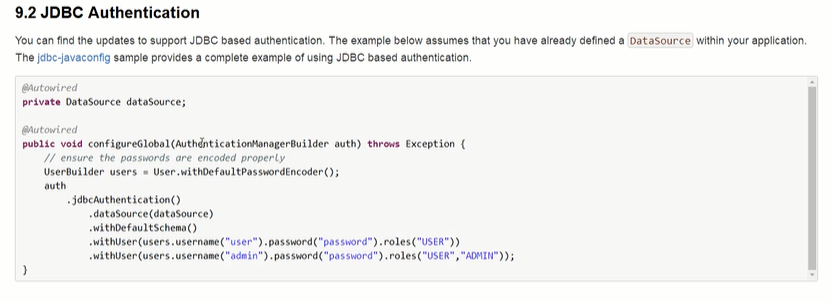 9.2 JDBC Authentication
You can find the updates to support JDBC based authentication. The example below assumes that you have already defined a DataSource within your application.
The jdbc-javaconfig sample provides a complete example of using JDBC based authentication.
@Autowired
private DataSource dataSource;
@Autowired
public void configureGlobal(AuthenticationManagerBuilder auth) throws Exception {
// ensure the passwords are encoded properly
UserBuilder users = User.withDefaultPasswordEncoder();
auth
.jdbcAuthentication()
.dataSource(dataSource)
.withDefaultSchema()
.withUser(users.username("user").password("password").roles("USER"))
.withUser(users.username("admin").password("password").roles("USER","ADMIN"));
}